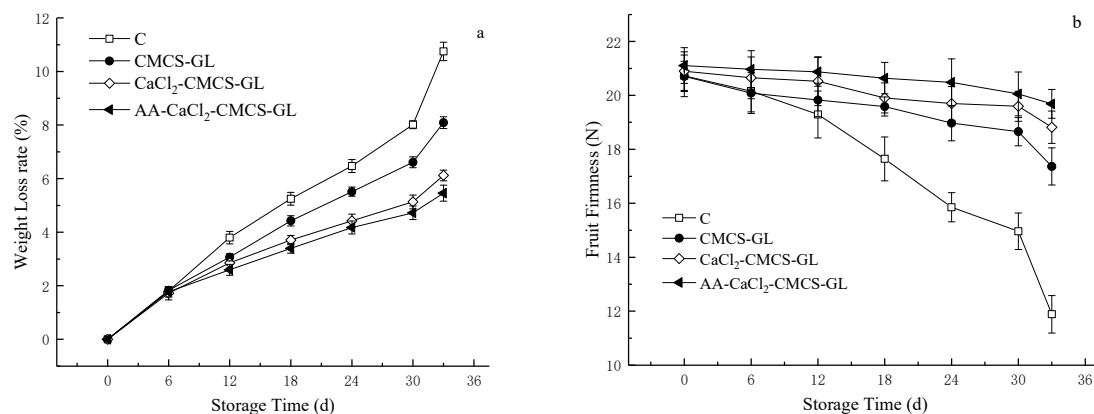 a
12
10
8
6
4
2
0
Weight Loss rate (%)
C
CMCS-GL
CaCl₂-CMCS-GL
AA-CaCl₂-CMCS-GL
0 6 12 18 24 30 36
Storage Time (d)
b
22
20
18
16
14
12
10
Fruit Firmness (N)
C
CMCS-GL
CaCl₂-CMCS-GL
AA-CaCl₂-CMCS-GL
0 6 12 18 24 30 36
Storage Time (d)